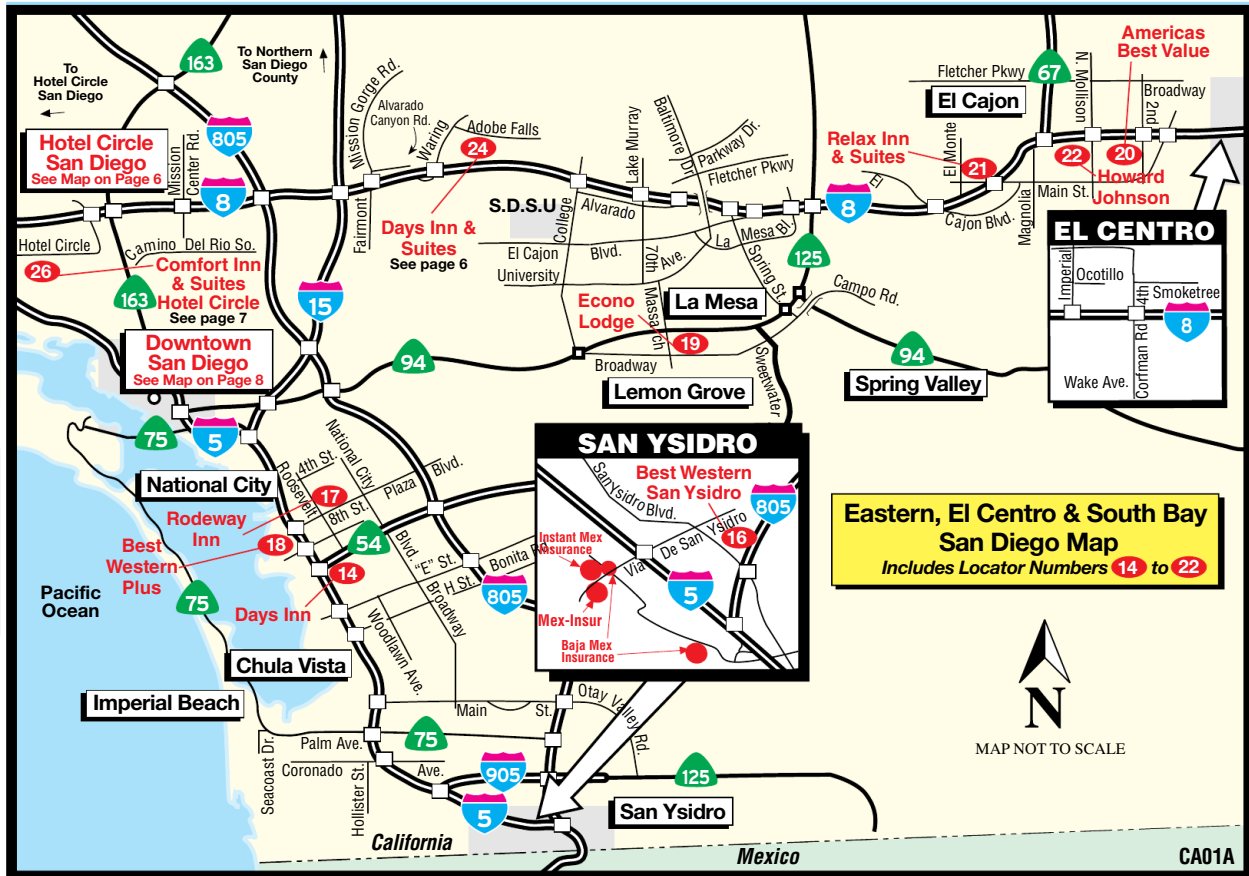 163
To
Hotel Circle
San Diego
To Northern
San Diego
County
Hotel Circle
San Diego
See Map on Page 6
805
8
Mission
Center Rd.
Mission Gorge Rd.
Alvarado
Canyon Rd.
Waring
Adobe Falls
24
Fairmont
Days Inn &
Suites
See page 6
S.D.S.U
College
Alvarado
Lake Murray
Baltimore Dr.
Parkway Dr.
Fletcher Pkwy
El Cajon
Blvd.
La Mesa Bl.
University
Ave.
70th
Massa
ch
Spring St.
125
8
Relax Inn
& Suites
El Cajon
Fletcher Pkwy
67
N. Mollison
Americas
Best Value
Broadway
2nd
El Monte
21
22
20
Howard
Johnson
Main St.
Magnolia
Cajon Blvd.
EL CENTRO
Imperial
Ocotillo
4th
Smoketree
8
Wake Ave.
Corfman Rd
Hotel Circle
26
Camino
Del Rio So.
Comfort Inn
& Suites
Hotel Circle
See page 7
163
15
Downtown
San Diego
See Map on Page 8
94
Econo
Lodge
19
La Mesa
Campo Rd.
Broadway
Lemon Grove
Sweetwater
94
Spring Valley
75
5
National City
Roosevelt
4th St.
National City
Blvd.
Plaza
Blvd.
17
8th St.
Rodeway
Inn
18
Best
Western
Plus
54
14
Days Inn
"E" St.
H St.
Bonita Rd
805
Broadway
Woodlawn Ave.
Pacific
Ocean
75
Chula Vista
Imperial Beach
SAN YSIDRO
San Ysidro
Blvd.
Best Western
San Ysidro
16
805
Via
De San Ysidro
Instant Mex
Insurance
5
Mex-Insur
Baja Mex
Insurance
Eastern, El Centro & South Bay
San Diego Map
Includes Locator Numbers 14 to 22
N
MAP NOT TO SCALE
Main
St.
Otay Valley
Rd.
Seacoast Dr.
Palm Ave.
75
Coronado
Ave.
Hollister St.
905
125
5
San Ysidro
California
Mexico
CA01A